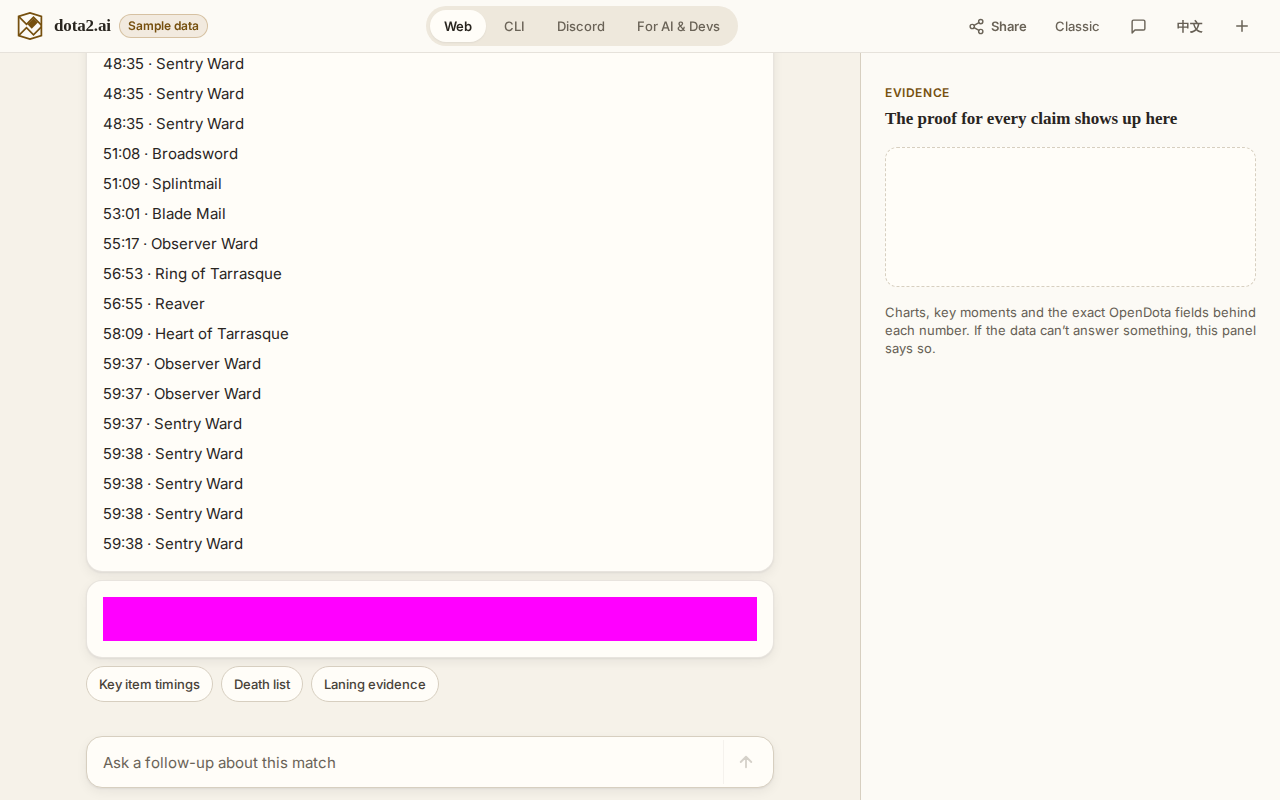 dota2.ai
Sample data
Web
CLI
Discord
For AI & Devs
Share
Classic
中文
48:35 · Sentry Ward
48:35 · Sentry Ward
48:35 · Sentry Ward
51:08 · Broadsword
51:09 · Splintmail
53:01 · Blade Mail
55:17 · Observer Ward
56:53 · Ring of Tarrasque
56:55 · Reaver
58:09 · Heart of Tarrasque
59:37 · Observer Ward
59:37 · Observer Ward
59:37 · Sentry Ward
59:38 · Sentry Ward
59:38 · Sentry Ward
59:38 · Sentry Ward
59:38 · Sentry Ward
Key item timings
Death list
Laning evidence
Ask a follow-up about this match
EVIDENCE
The proof for every claim shows up here
Charts, key moments and the exact OpenDota fields behind
each number. If the data can’t answer something, this panel
says so.